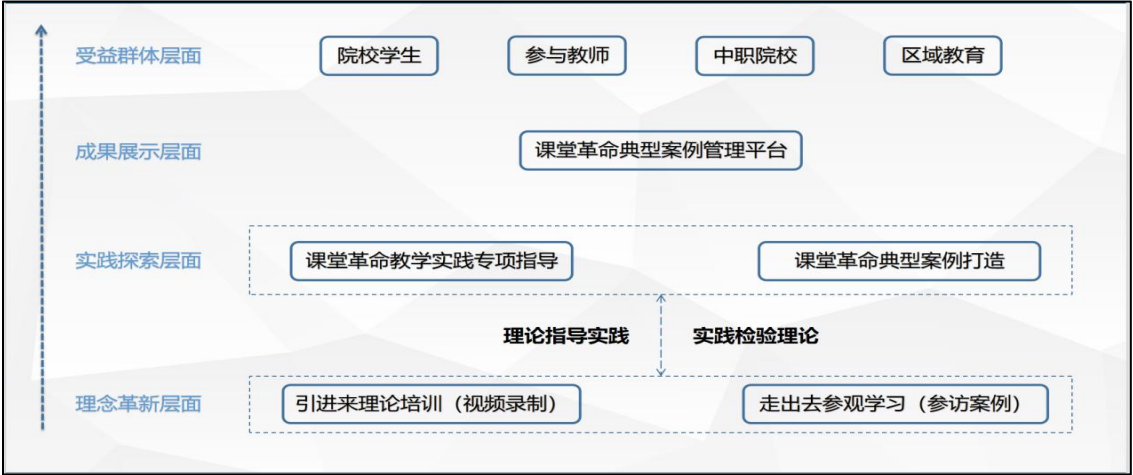 受益群体层面 院校学生 参与教师 中职院校 区域教育
成果展示层面 课堂革命典型案例管理平台
实践探索层面 课堂革命教学实践专项指导 课堂革命典型案例打造
理论指导实践 实践检验理论
理念革新层面 引进来理论培训（视频录制） 走出去参观学习（参访案例）